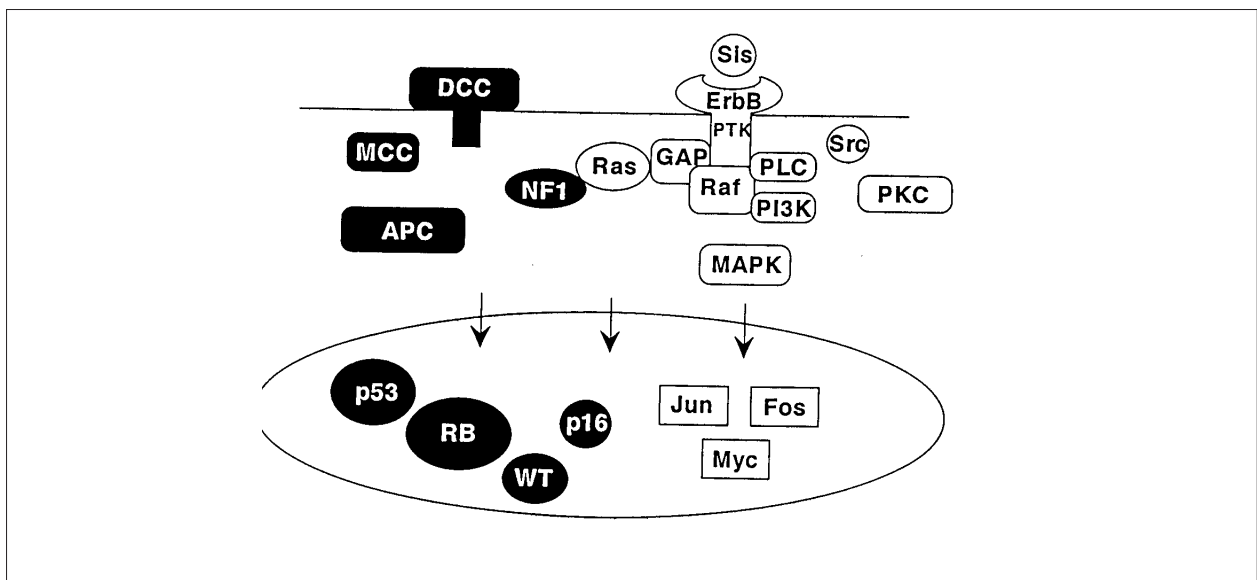 Sis
DCC
ErbB
PTK
MCC
Src
GAP
Ras
PLC
NF1
Raf
PKC
PI3K
APC
MAPK
p53
Jun
Fos
p16
RB
Myc
WT